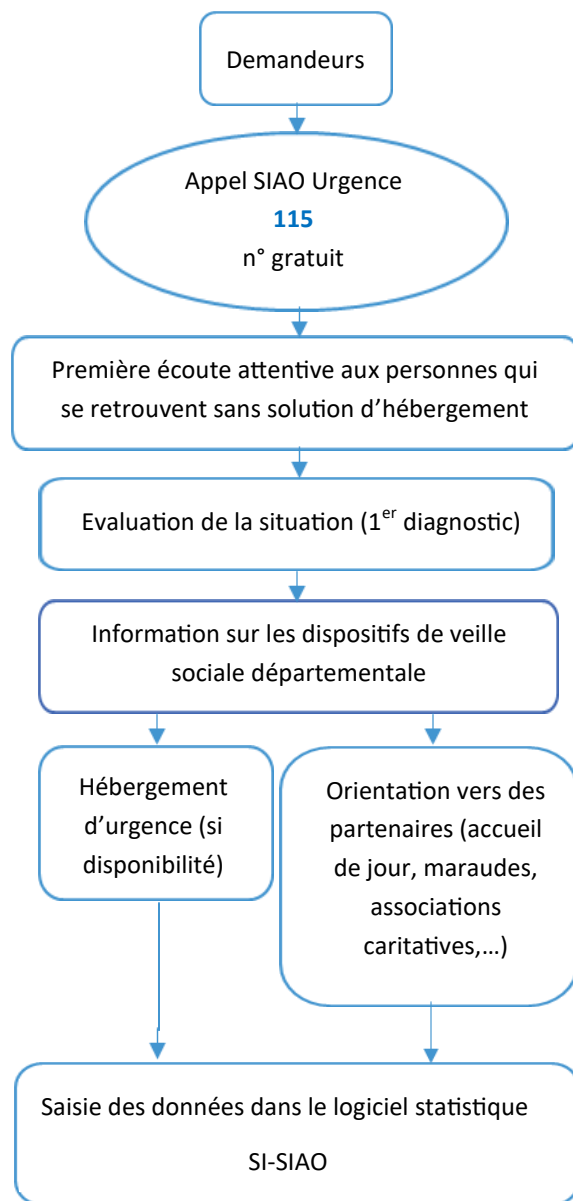 Demandeurs
Appel SIAO Urgence
115
n° gratuit
Première écoute attentive aux personnes qui
se retrouvent sans solution d'hébergement
Evaluation de la situation (1er diagnostic)
Information sur les dispositifs de veille
sociale départementale
Hébergement
d'urgence (si
disponibilité)
Orientation vers des
partenaires (accueil
de jour, maraudes,
associations
caritatives,…)
Saisie des données dans le logiciel statistique
SI-SIAO